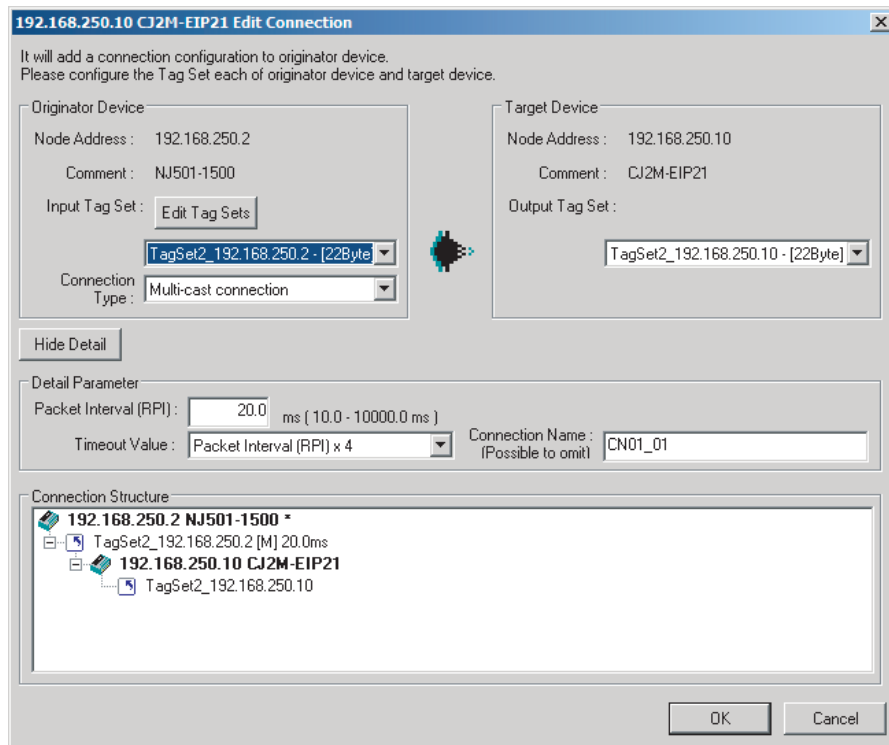 192.168.250.10 CJ2M-EIP21 Edit Connection
It will add a connection configuration to originator device.
Please configure the Tag Set each of originator device and target device.
Originator Device
Node Address : 192.168.250.2
Comment : NJ501-1500
Input Tag Set : Edit Tag Sets
TagSet2_192.168.250.2 - [22Byte]
Connection Type : Multi-cast connection
Target Device
Node Address : 192.168.250.10
Comment : CJ2M-EIP21
Output Tag Set :
TagSet2_192.168.250.10 - [22Byte]
Hide Detail
Detail Parameter
Packet Interval (RPI) : 20.0 ms ( 10.0 - 10000.0 ms )
Timeout Value : Packet Interval (RPI) x 4
Connection Name : (Possible to omit) CN01_01
Connection Structure
192.168.250.2 NJ501-1500 *
TagSet2_192.168.250.2 [M] 20.0ms
192.168.250.10 CJ2M-EIP21
TagSet2_192.168.250.10
OK Cancel